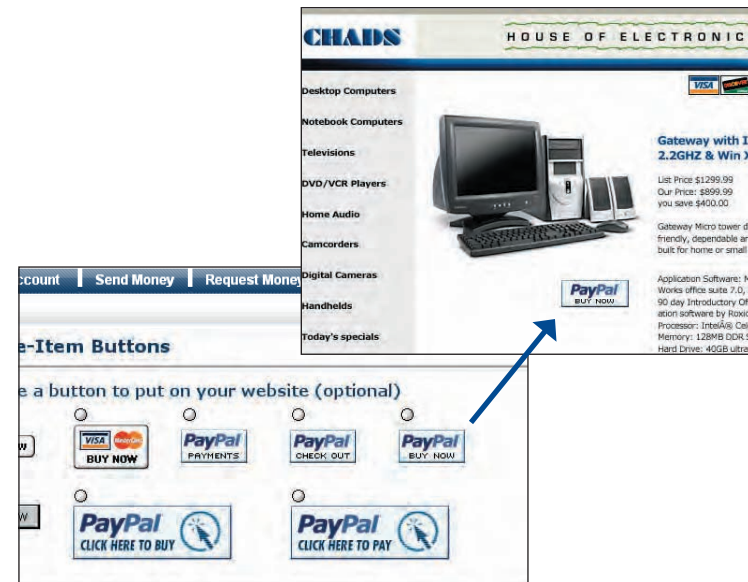 CHADS
HOUSE OF ELECTRONIC
VISA DISCOVER
Desktop Computers
Notebook Computers
Televisions
DVD/VCR Players
Home Audio
Camcorders
Digital Cameras
Handhelds
Today's specials
Gateway with I
2.2GHZ & Win X
List Price $1299.99
Our Price: $899.99
you save $400.00
Gateway Micro tower d
friendly, dependable ar
built for home or small
PayPal
BUY NOW
Application Software: M
Works office suite 7.0,
90 day Introductory Of
ation software by Roxio
Processor: IntelÂ® Cel
Memory: 128MB DDR S
Hard Drive: 40GB ultra
ccount Send Money Request Money
e-Item Buttons
e a button to put on your website (optional)
W
VISA MasterCard
BUY NOW
PayPal
PAYMENTS
PayPal
CHECK OUT
PayPal
BUY NOW
W
PayPal
CLICK HERE TO BUY
PayPal
CLICK HERE TO PAY